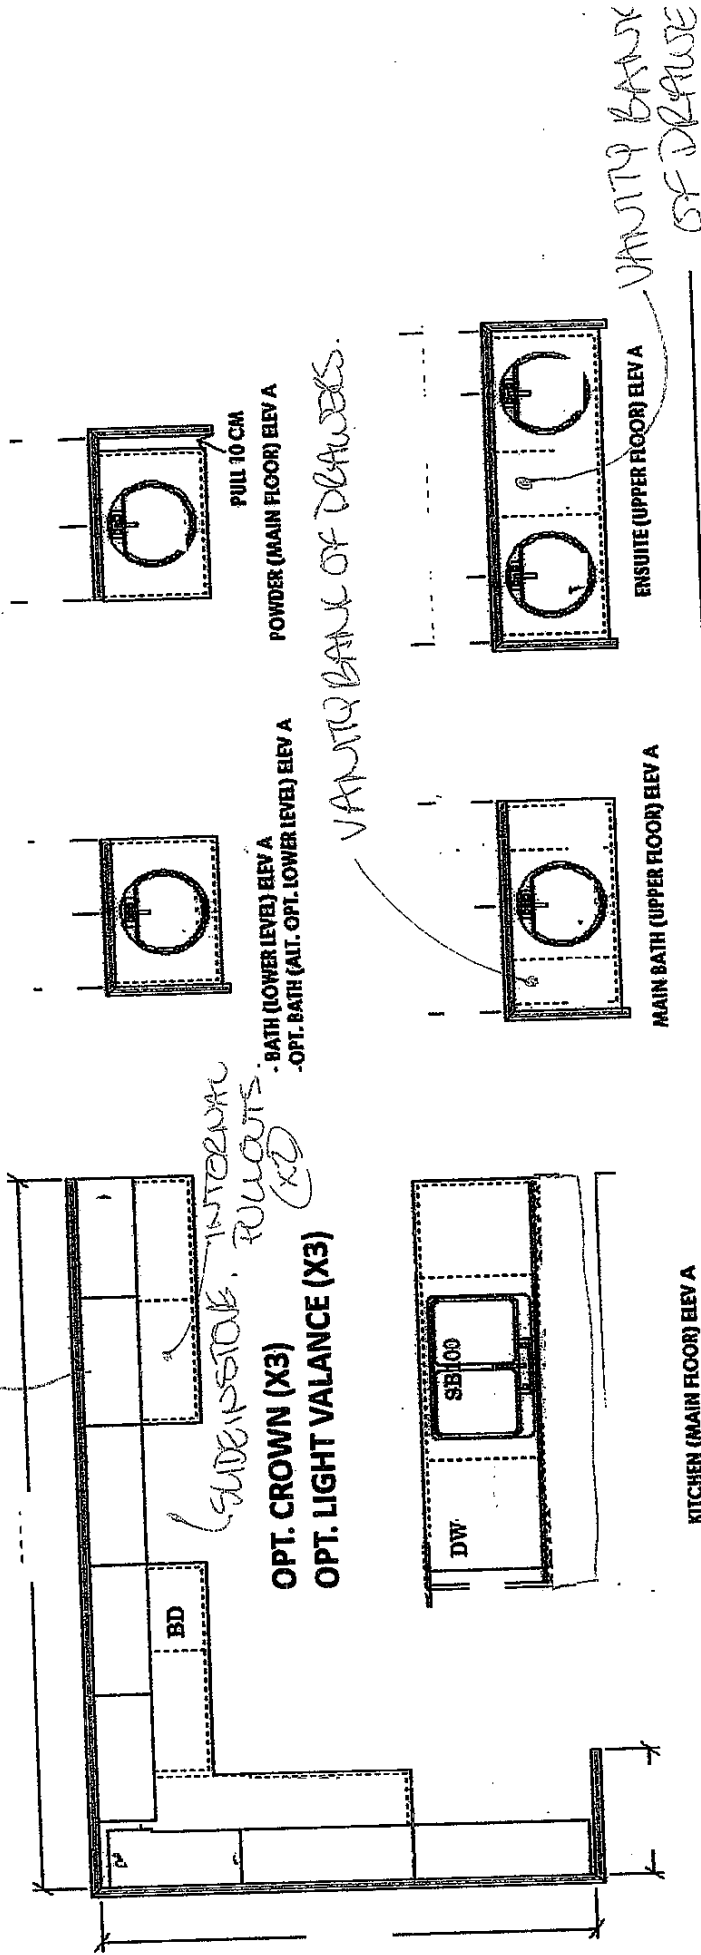 SLIDE IN STOVE.
INTERNAL
PULLOUTS.
(X2)
BD
OPT. CROWN (X3)
OPT. LIGHT VALANCE (X3)
DW
SB100
KITCHEN (MAIN FLOOR) ELEV A
- BATH (LOWER LEVEL) ELEV A
-OPT. BATH (ALT. OPT. LOWER LEVEL) ELEV A
PULL 10 CM
POWDER (MAIN FLOOR) ELEV A
VANITY BANK OF DRAWERS.
MAIN BATH (UPPER FLOOR) ELEV A
ENSUITE (UPPER FLOOR) ELEV A
VANITY BANK
OF DRAWE